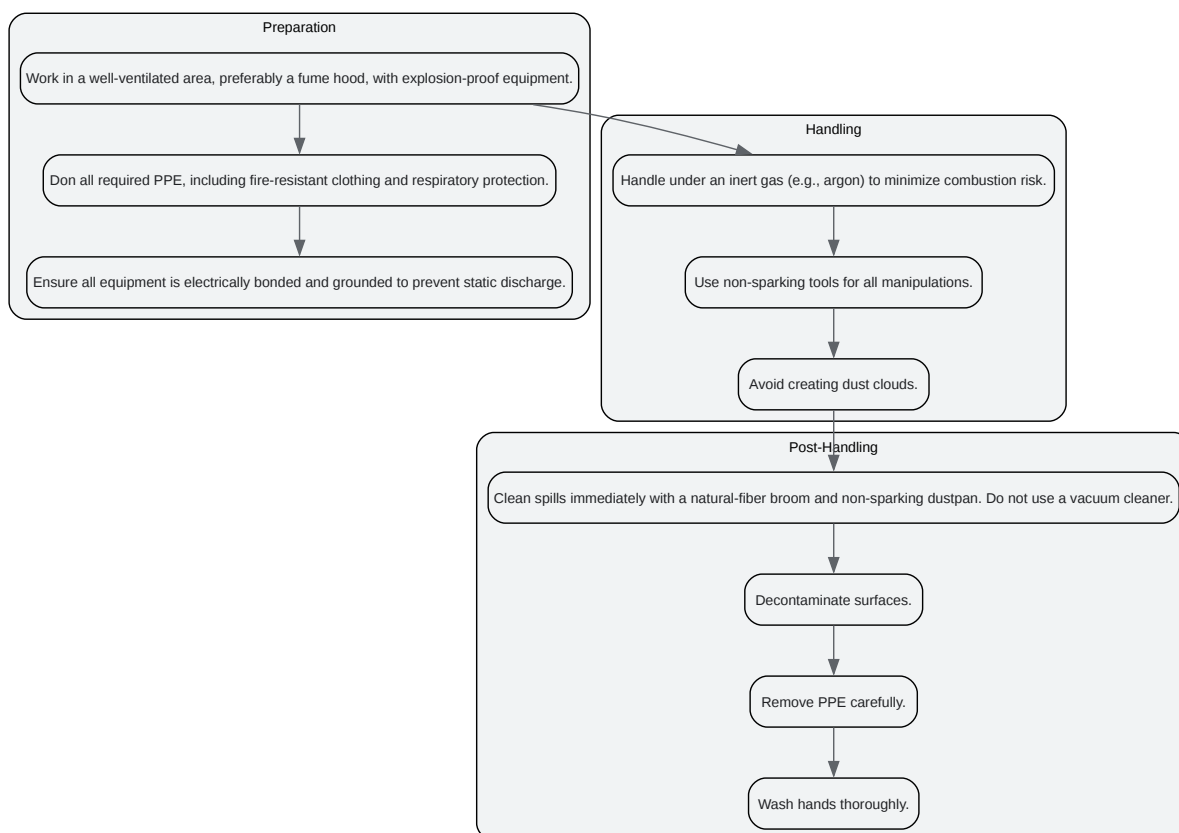 Preparation
Work in a well-ventilated area, preferably a fume hood, with explosion-proof equipment.
Don all required PPE, including fire-resistant clothing and respiratory protection.
Ensure all equipment is electrically bonded and grounded to prevent static discharge.
Handling
Handle under an inert gas (e.g., argon) to minimize combustion risk.
Use non-sparking tools for all manipulations.
Avoid creating dust clouds.
Post-Handling
Clean spills immediately with a natural-fiber broom and non-sparking dustpan. Do not use a vacuum cleaner.
Decontaminate surfaces.
Remove PPE carefully.
Wash hands thoroughly.